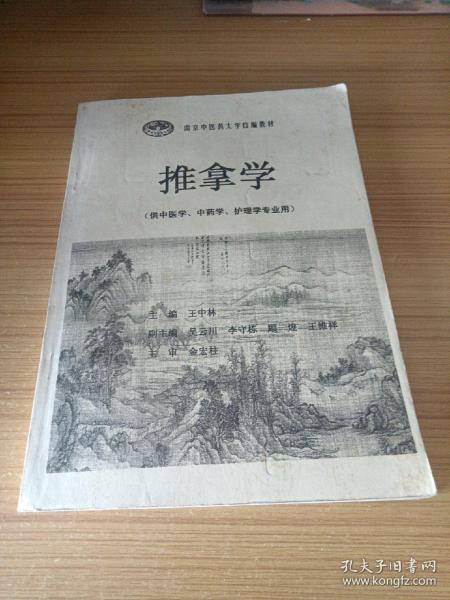 南京中医药大学自编教材
推拿学
(供中医学、中药学、护理学专业用)
主 编 王中林
副主编 吴云川 李守栋 顾 煜 王维祥
主 审 金宏柱
孔夫子旧书网
www.kongfz.com